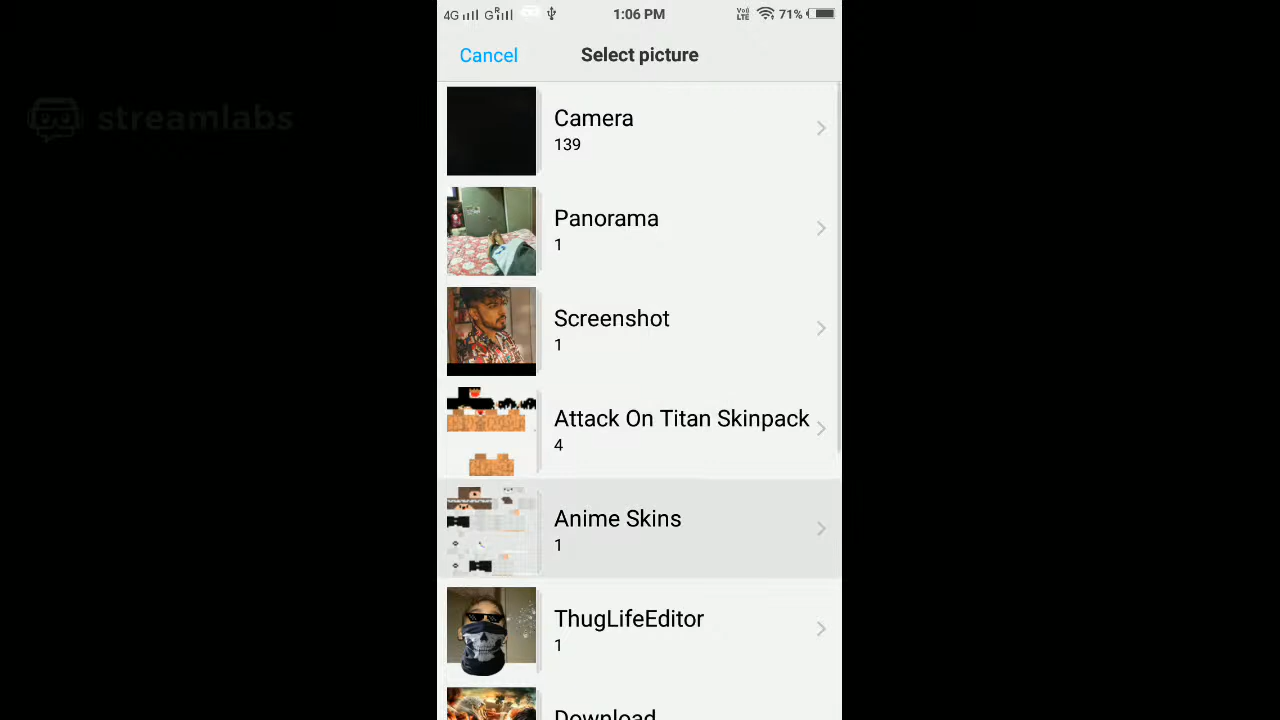 4G G R 1:06 PM VoLTE 71%
Cancel Select picture
streamlabs
Camera
139
Panorama
1
Screenshot
1
Attack On Titan Skinpack
4
Anime Skins
1
ThugLifeEditor
1
Download